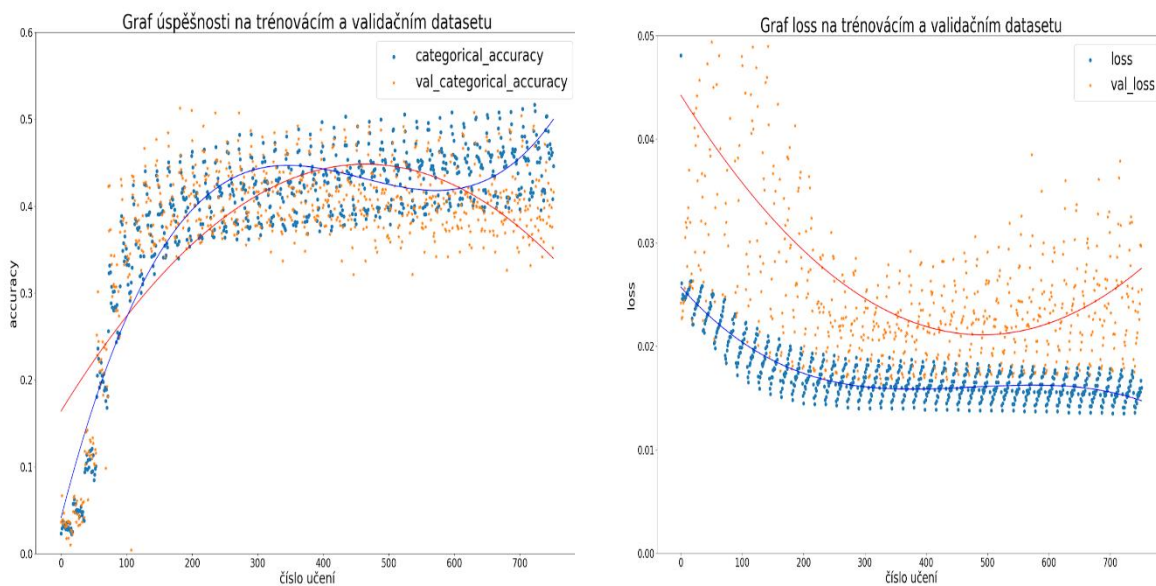 Graf úspěšnosti na trénovácím a validačním datasetu
categorical_accuracy
val_categorical_accuracy
accuracy
0.6
0.5
0.4
0.3
0.2
0.1
0.0
0 100 200 300 400 500 600 700
číslo učení
Graf loss na trénovácím a validačním datasetu
loss
val_loss
loss
0.05
0.04
0.03
0.02
0.01
0.00
0 100 200 300 400 500 600 700
číslo učení